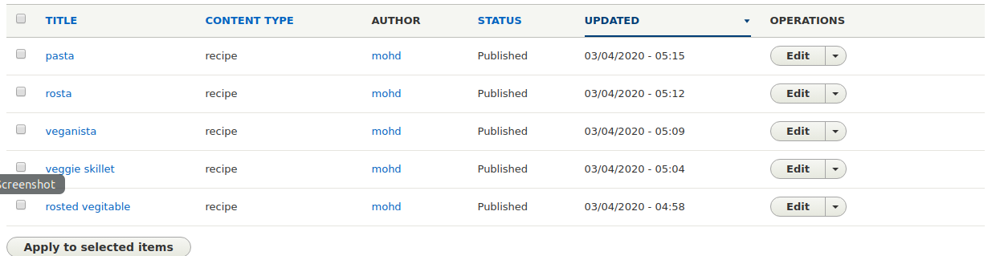 TITLE CONTENT TYPE AUTHOR STATUS UPDATED OPERATIONS
pasta recipe mohd Published 03/04/2020 - 05:15 Edit
rosta recipe mohd Published 03/04/2020 - 05:12 Edit
veganista recipe mohd Published 03/04/2020 - 05:09 Edit
veggie skillet recipe mohd Published 03/04/2020 - 05:04 Edit
Screenshot
rosted vegitable recipe mohd Published 03/04/2020 - 04:58 Edit
Apply to selected items